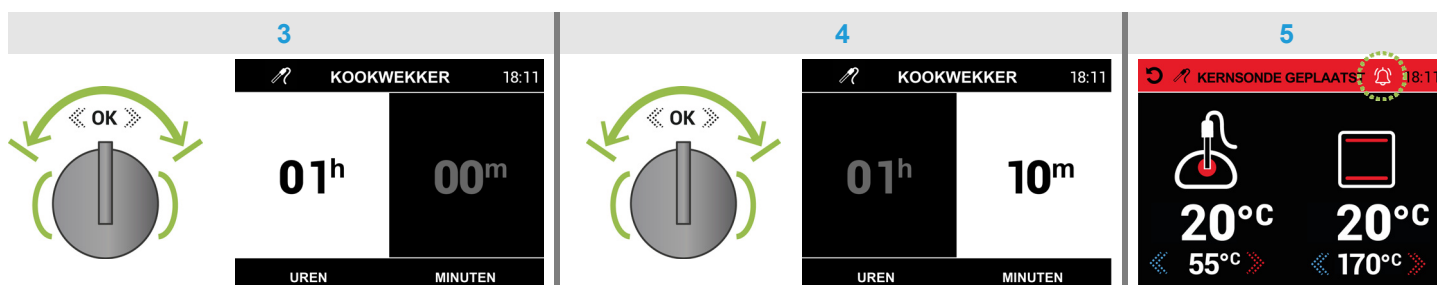 3
4
5
OK
KOOKWEKKER 18:11
01h 00m
UREN MINUTEN
OK
KOOKWEKKER 18:11
01h 10m
UREN MINUTEN
KERNSONDE GEPLAATST 18:11
20°C 20°C
55°C 170°C